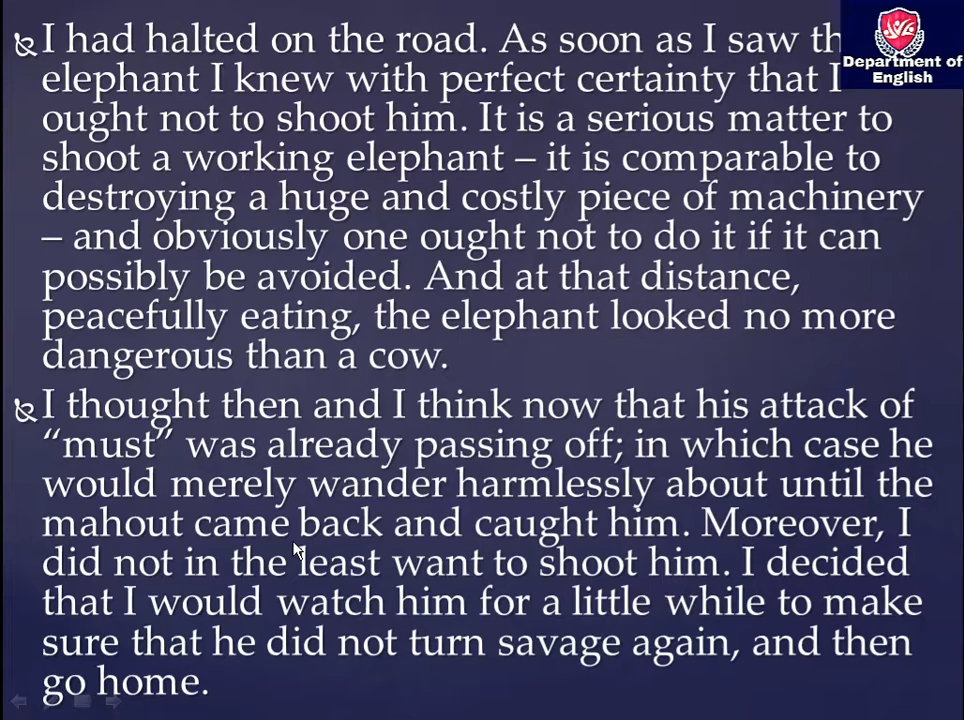 I had halted on the road. As soon as I saw th
elephant I knew with perfect certainty that I
ought not to shoot him. It is a serious matter to
shoot a working elephant – it is comparable to
destroying a huge and costly piece of machinery
– and obviously one ought not to do it if it can
possibly be avoided. And at that distance,
peacefully eating, the elephant looked no more
dangerous than a cow.
I thought then and I think now that his attack of
“must” was already passing off; in which case he
would merely wander harmlessly about until the
mahout came back and caught him. Moreover, I
did not in the least want to shoot him. I decided
that I would watch him for a little while to make
sure that he did not turn savage again, and then
go home.
Department of
English